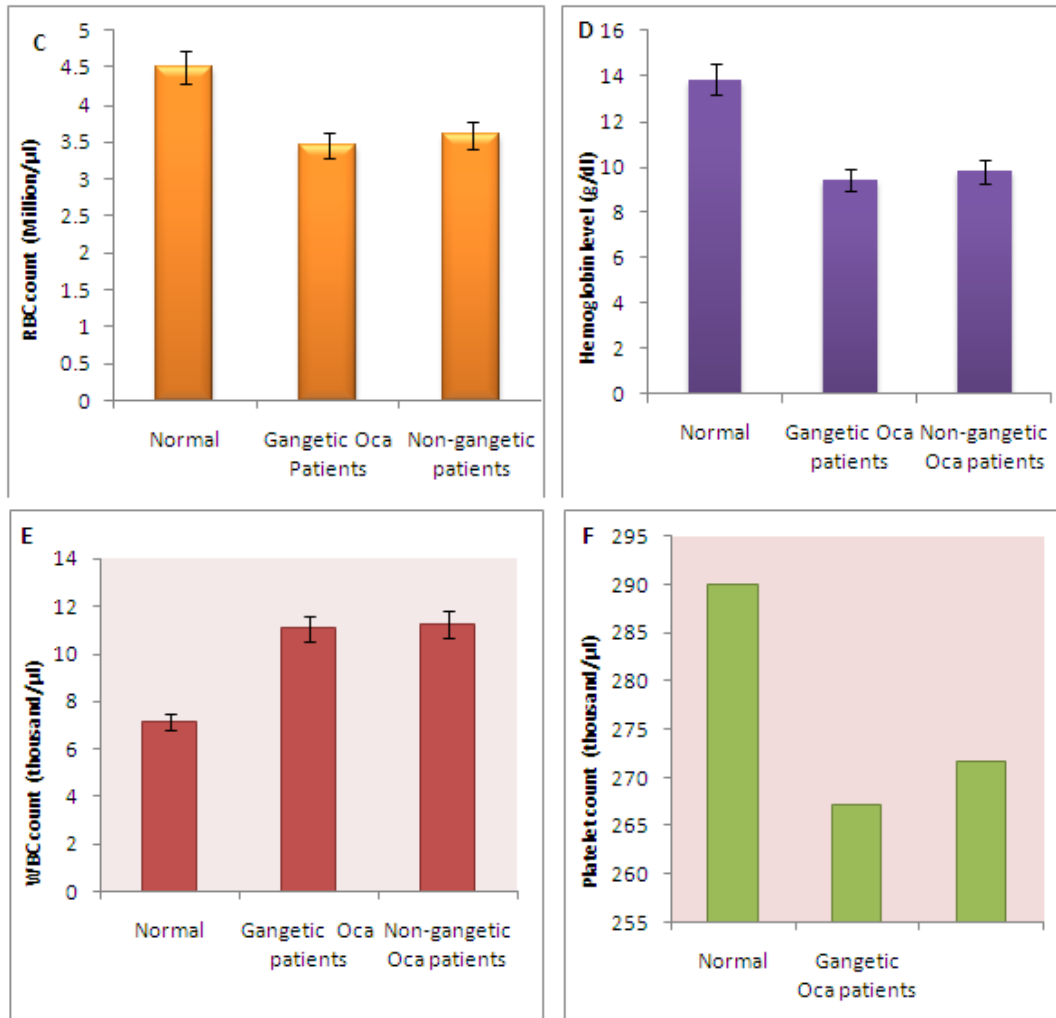 C
5
4.5
4
3.5
3
2.5
2
1.5
1
0.5
0
RBC count (Million/µl)
Normal
Gangetic Oca
Patients
Non-gangetic
patients
D
16
14
12
10
8
6
4
2
0
Hemoglobin level (g/dl)
Normal
Gangetic Oca
patients
Non-gangetic
Oca patients
E
14
12
10
8
6
4
2
0
WBC count (thousand/µl)
Normal
Gangetic Oca
patients
Non-gangetic
Oca patients
F
295
290
285
280
275
270
265
260
255
Platelet count (thousand/µl)
Normal
Gangetic
Oca patients